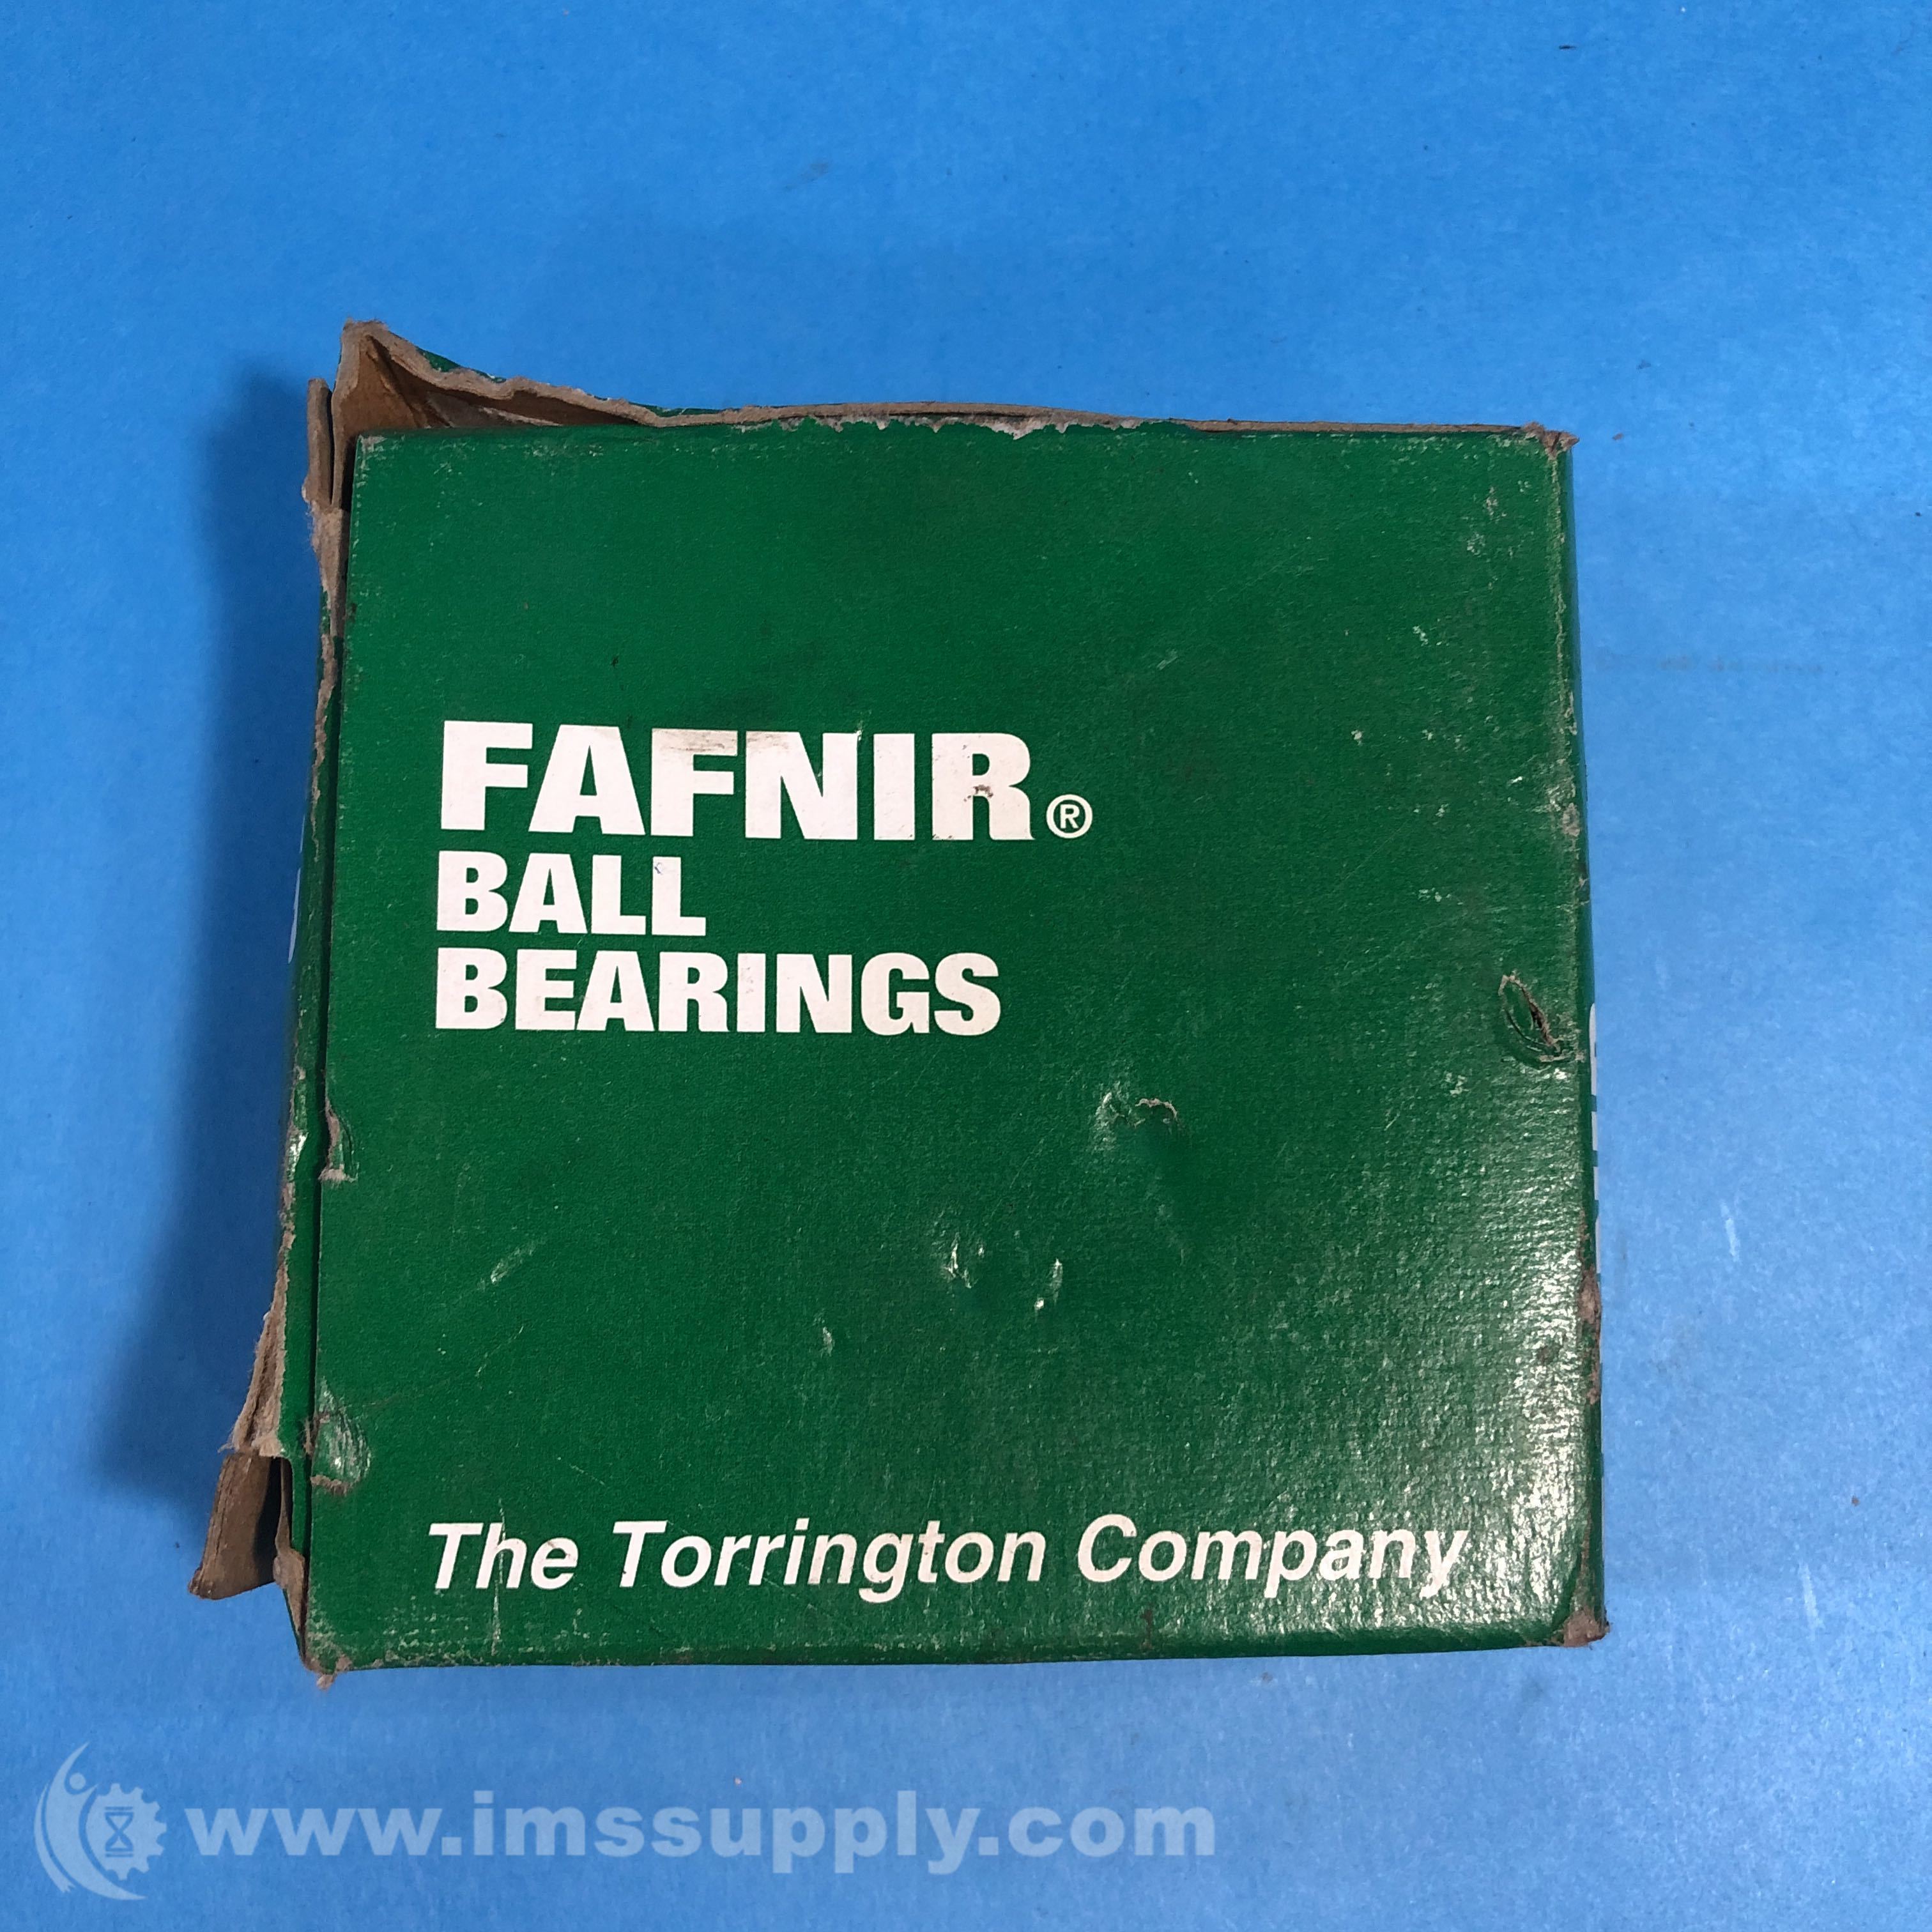 FAFNIR®
BALL
BEARINGS
The Torrington Company
www.imssupply.com